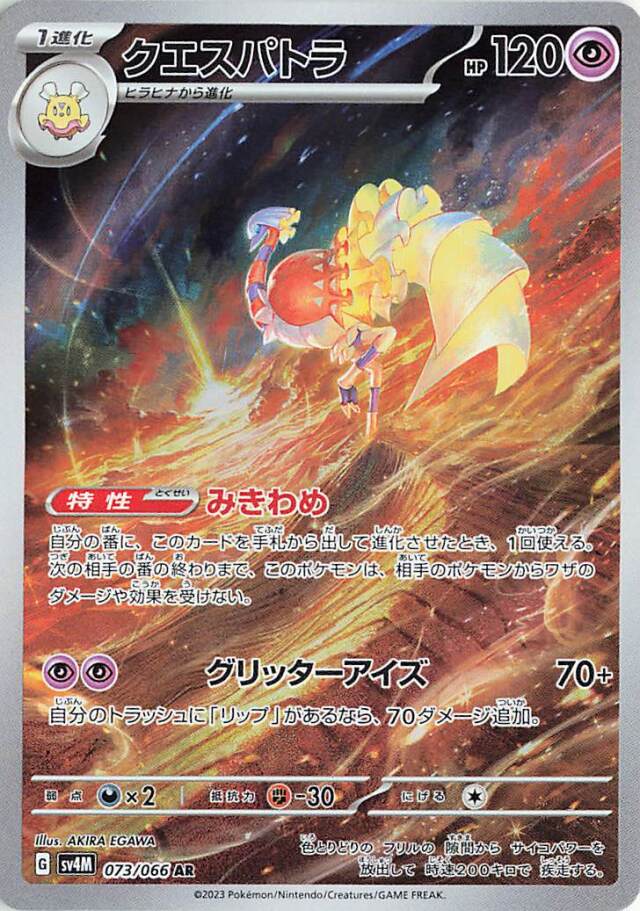 1進化
クエスパトラ
HP 120
ヒラヒナから進化
特性 とくせい みきわめ
自分の番に、このカードを手札から出して進化させたとき、1回使える。
次の相手の番の終わりまで、このポケモンは、相手のポケモンからワザの
ダメージや効果を受けない。
グリッターアイズ 70+
自分のトラッシュに「リップ」があるなら、70ダメージ追加。
弱点 ×2 抵抗力 -30 にげる
Illus. AKIRA EGAWA
G sv4M 073/066 AR
色とりどりの フリルの 隙間から サイコパワーを
放出して 時速200キロで 疾走する。
©2023 Pokémon/Nintendo/Creatures/GAME FREAK.